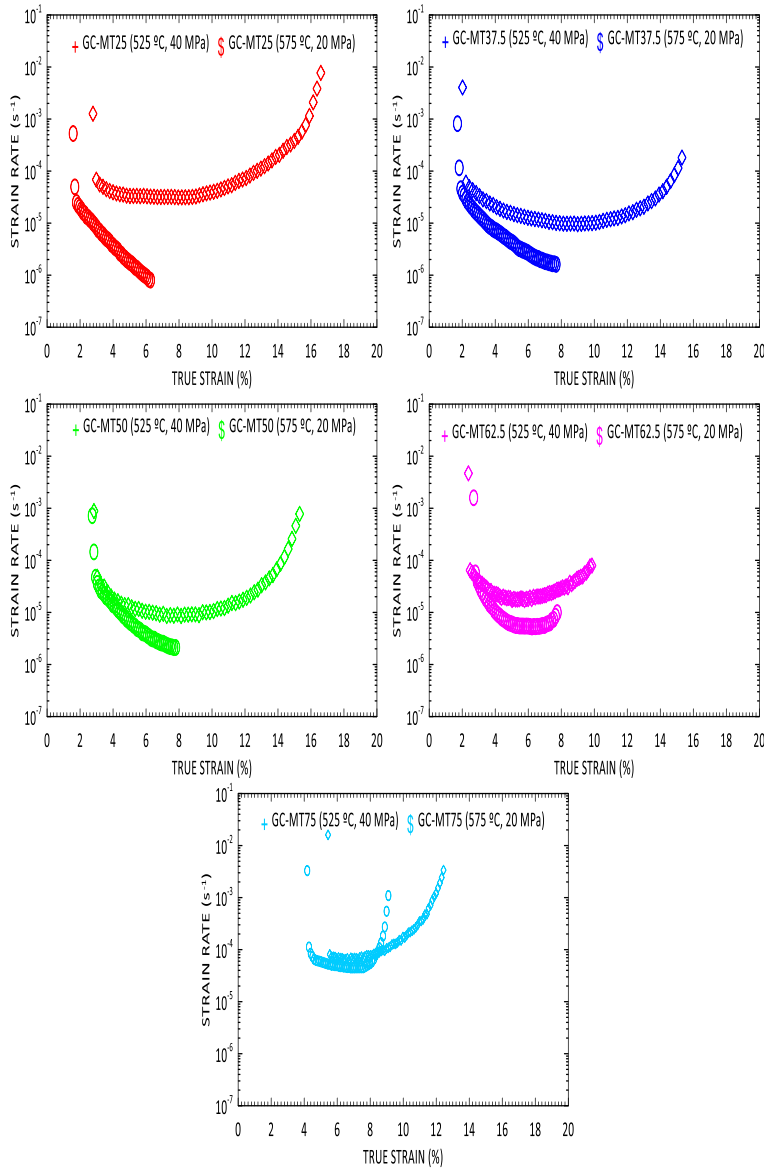 + GC-MT25 (525 ºC, 40 MPa) $ GC-MT25 (575 ºC, 20 MPa)
STRAIN RATE (s⁻¹)
10⁻¹
10⁻²
10⁻³
10⁻⁴
10⁻⁵
10⁻⁶
10⁻⁷
0 2 4 6 8 10 12 14 16 18 20
TRUE STRAIN (%)
+ GC-MT37.5 (525 ºC, 40 MPa) $ GC-MT37.5 (575 ºC, 20 MPa)
STRAIN RATE (s⁻¹)
10⁻¹
10⁻²
10⁻³
10⁻⁴
10⁻⁵
10⁻⁶
10⁻⁷
0 2 4 6 8 10 12 14 16 18 20
TRUE STRAIN (%)
+ GC-MT50 (525 ºC, 40 MPa) $ GC-MT50 (575 ºC, 20 MPa)
STRAIN RATE (s⁻¹)
10⁻¹
10⁻²
10⁻³
10⁻⁴
10⁻⁵
10⁻⁶
10⁻⁷
0 2 4 6 8 10 12 14 16 18 20
TRUE STRAIN (%)
+ GC-MT62.5 (525 ºC, 40 MPa) $ GC-MT62.5 (575 ºC, 20 MPa)
STRAIN RATE (s⁻¹)
10⁻¹
10⁻²
10⁻³
10⁻⁴
10⁻⁵
10⁻⁶
10⁻⁷
0 2 4 6 8 10 12 14 16 18 20
TRUE STRAIN (%)
+ GC-MT75 (525 ºC, 40 MPa) $ GC-MT75 (575 ºC, 20 MPa)
STRAIN RATE (s⁻¹)
10⁻¹
10⁻²
10⁻³
10⁻⁴
10⁻⁵
10⁻⁶
10⁻⁷
0 2 4 6 8 10 12 14 16 18 20
TRUE STRAIN (%)